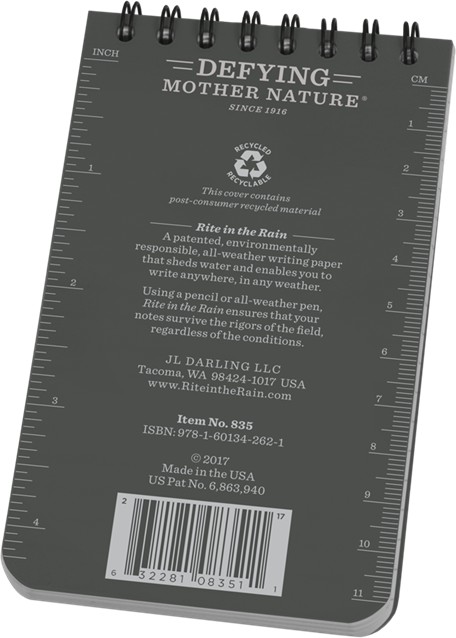 INCH
CM
DEFYING
MOTHER NATURE®
SINCE 1916
RECYCLED
RECYCLABLE
This cover contains
post-consumer recycled material
Rite in the Rain
A patented, environmentally
responsible, all-weather writing paper
that sheds water and enables you to
write anywhere, in any weather.
Using a pencil or all-weather pen,
Rite in the Rain ensures that your
notes survive the rigors of the field,
regardless of the conditions.
JL DARLING LLC
Tacoma, WA 98424-1017 USA
www.RiteintheRain.com
Item No. 835
ISBN: 978-1-60134-262-1
© 2017
Made in the USA
US Pat No. 6,863,940
2 17
6 32281 08351 1
1
2
3
4
1
2
3
4
5
6
7
8
9
10
11